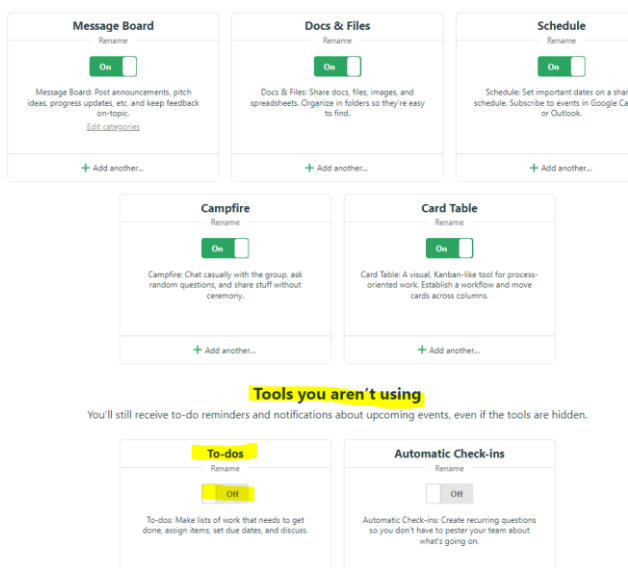 Message Board
Rename
On
Message Board: Post announcements, pitch
ideas, progress updates, etc. and keep feedback
on-topic.
Edit categories
+ Add another...
Docs & Files
Rename
On
Docs & Files: Share docs, files, images, and
spreadsheets. Organize in folders so they're easy
to find.
+ Add another...
Schedule
Rename
On
Schedule: Set important dates on a shar
schedule. Subscribe to events in Google Ca
or Outlook.
+ Add another...
Campfire
Rename
On
Campfire: Chat casually with the group, ask
random questions, and share stuff without
ceremony.
+ Add another...
Card Table
Rename
On
Card Table: A visual, Kanban-like tool for process-
oriented work. Establish a workflow and move
cards across columns.
+ Add another...
Tools you aren't using
You'll still receive to-do reminders and notifications about upcoming events, even if the tools are hidden.
To-dos
Rename
Off
To-dos: Make lists of work that needs to get
done, assign items, set due dates, and discuss.
Automatic Check-ins
Rename
Off
Automatic Check-ins: Create recurring questions
so you don't have to pester your team about
what's going on.